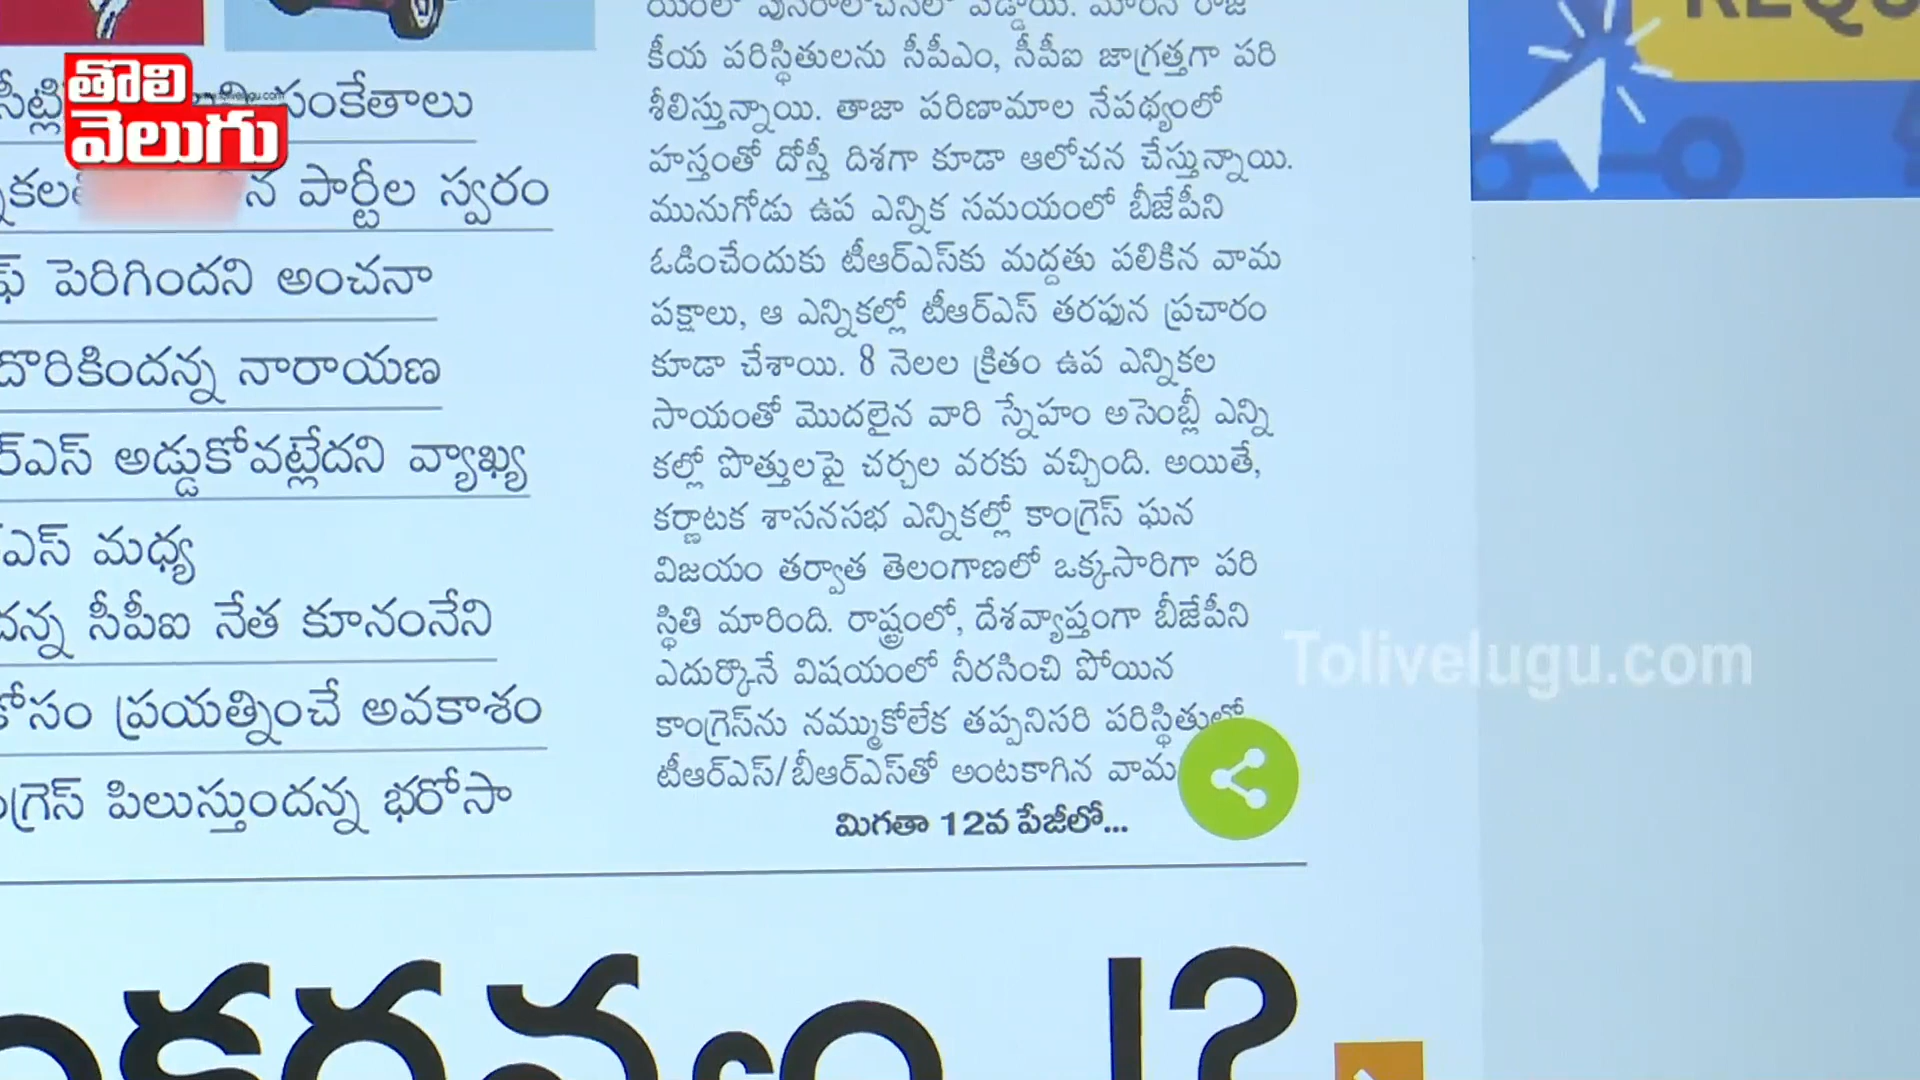 తొలి
www.tolivelugu.com
వెలుగు
సంకేతాలు
పార్టీల స్వరం
పెరిగిందని అంచనా
దొరికిందన్న నారాయణ
అడ్డుకోవట్లేదని వ్యాఖ్య
ఎస్ మధ్య
సీపీఐ నేత కూనంనేని
ప్రయత్నించే అవకాశం
పిలుస్తుందన్న భరోసా
కీయ పరిస్థితులను సీపీఎం, సీపీఐ జాగ్రత్తగా పరి
శీలిస్తున్నాయి. తాజా పరిణామాల నేపథ్యంలో
హస్తంతో దోస్తీ దిశగా కూడా ఆలోచన చేస్తున్నాయి.
మునుగోడు ఉప ఎన్నిక సమయంలో బీజేపీని
ఓడించేందుకు టీఆర్ఎస్‌కు మద్దతు పలికిన వామ
పక్షాలు, ఆ ఎన్నికల్లో టీఆర్ఎస్ తరఫున ప్రచారం
కూడా చేశాయి. 8 నెలల క్రితం ఉప ఎన్నికల
సాయంతో మొదలైన వారి స్నేహం అసెంబ్లీ ఎన్ని
కల్లో పొత్తులపై చర్చల వరకు వచ్చింది. అయితే,
కర్ణాటక శాసనసభ ఎన్నికల్లో కాంగ్రెస్ ఘన
విజయం తర్వాత తెలంగాణలో ఒక్కసారిగా పరి
స్థితి మారింది. రాష్ట్రంలో, దేశవ్యాప్తంగా బీజేపీని
ఎదుర్కొనే విషయంలో నీరసించి పోయిన
కాంగ్రెస్‌ను నమ్ముకోలేక తప్పనిసరి పరిస్థితుల్లో
టీఆర్ఎస్/బీఆర్ఎస్‌తో అంటకాగిన వామ
మిగతా 12వ పేజీలో...
Tolivelugu.com
!?